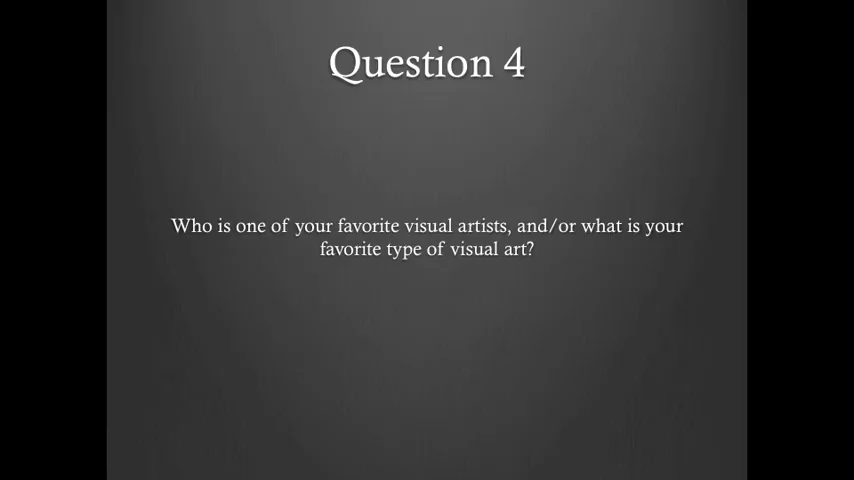 Question 4
Who is one of your favorite visual artists, and/or what is your
favorite type of visual art?